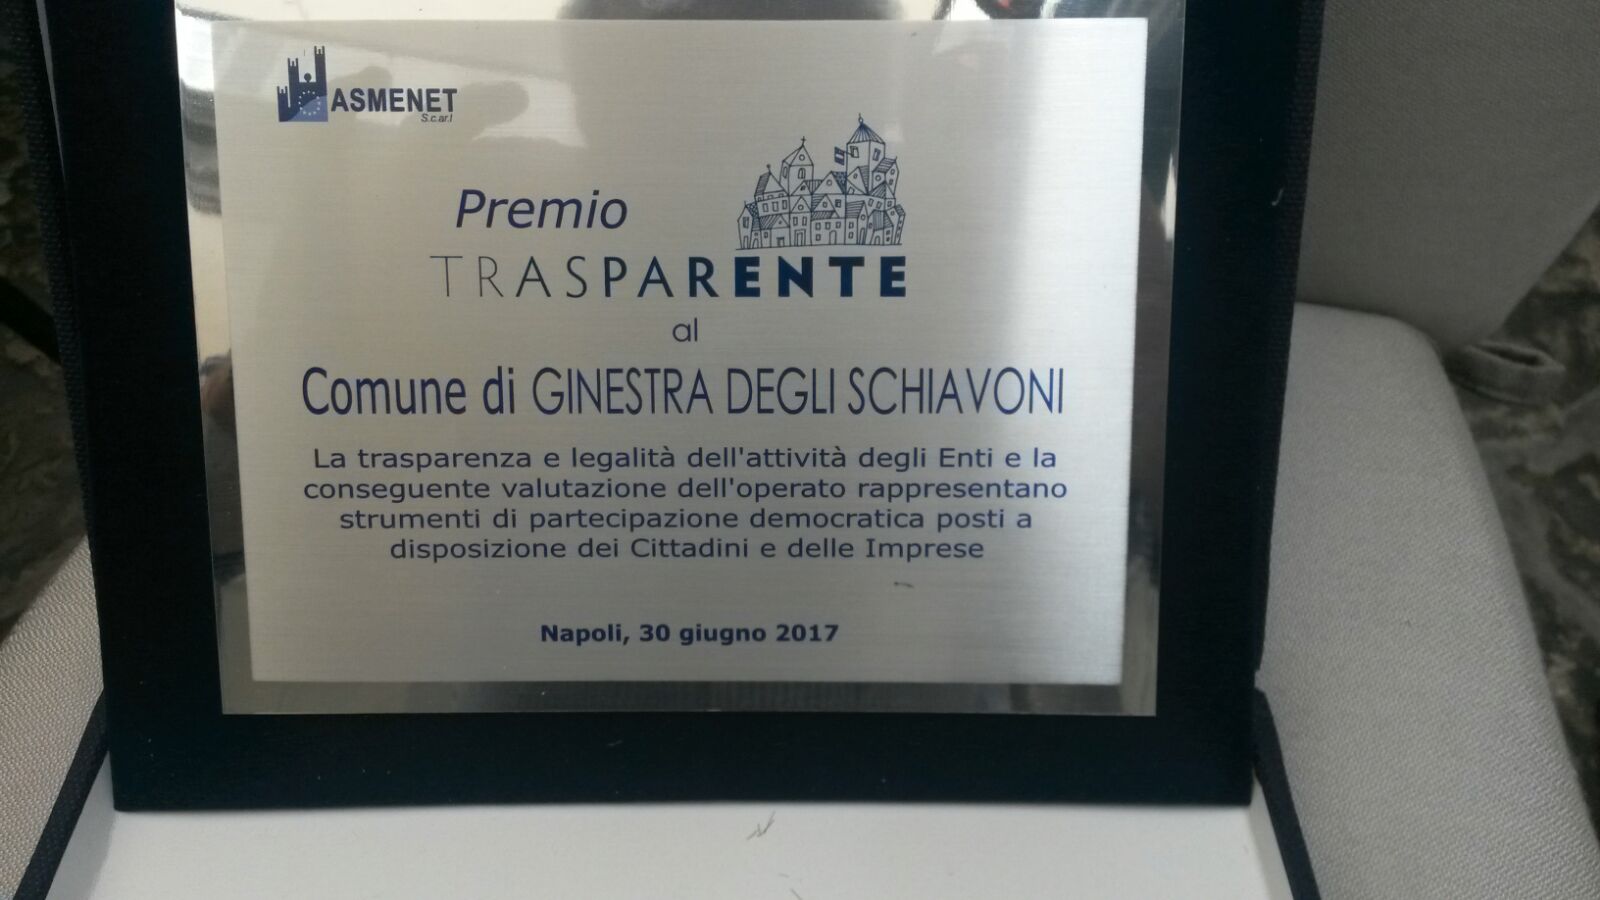 ASMENET
S.c.ar.l
Premio
TRASPARENTE
al
Comune di GINESTRA DEGLI SCHIAVONI
La trasparenza e legalità dell'attività degli Enti e la
conseguente valutazione dell'operato rappresentano
strumenti di partecipazione democratica posti a
disposizione dei Cittadini e delle Imprese
Napoli, 30 giugno 2017